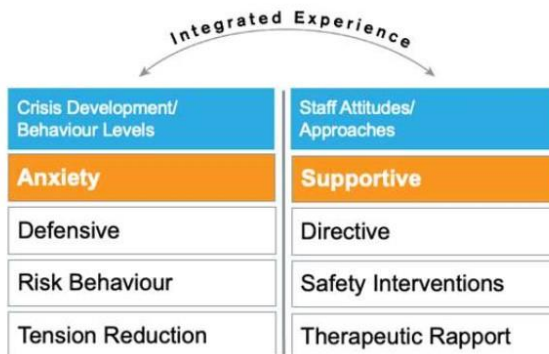 Integrated Experience
Crisis Development/
Behaviour Levels
Staff Attitudes/
Approaches
Anxiety
Supportive
Defensive
Directive
Risk Behaviour
Safety Interventions
Tension Reduction
Therapeutic Rapport